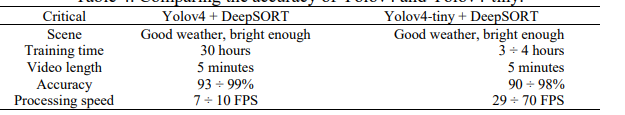 Table 4. Comparing the accuracy of Yolov4 and Yolov4-tiny.
Critical Yolov4 + DeepSORT Yolov4-tiny + DeepSORT
Scene Good weather, bright enough Good weather, bright enough
Training time 30 hours 3 ÷ 4 hours
Video length 5 minutes 5 minutes
Accuracy 93 ÷ 99% 90 ÷ 98%
Processing speed 7 ÷ 10 FPS 29 ÷ 70 FPS